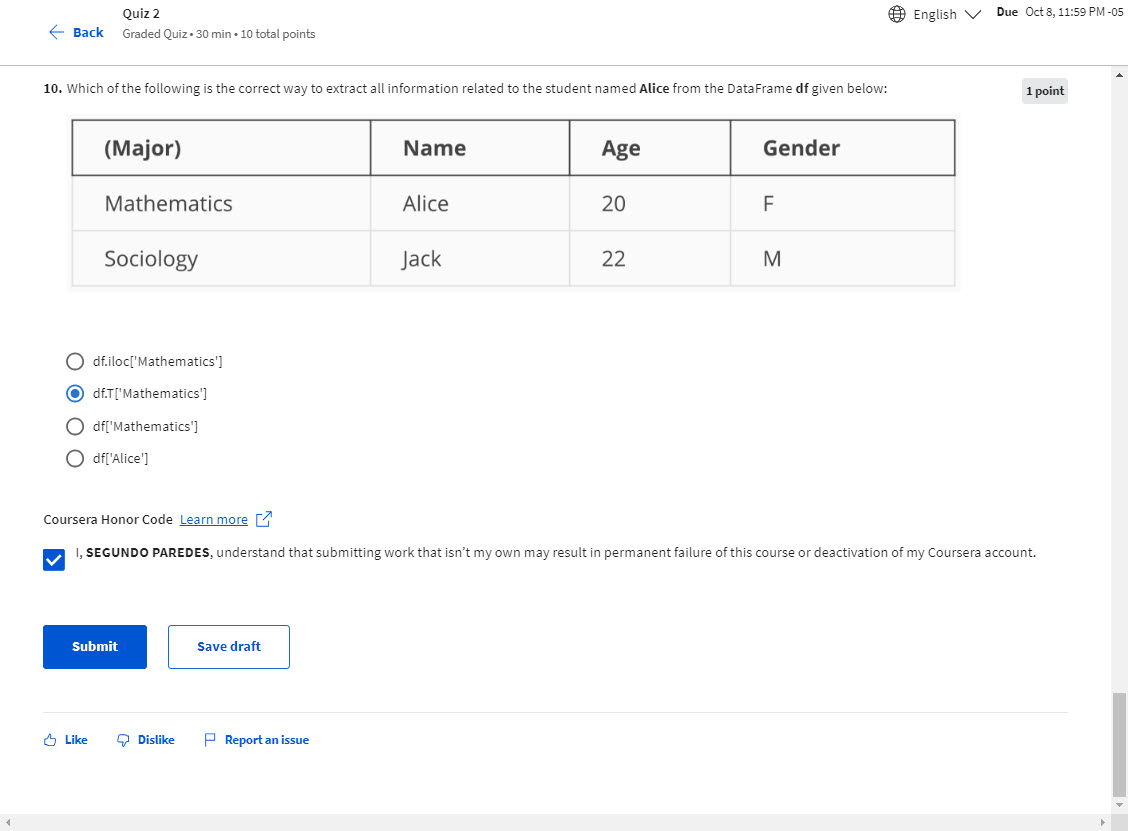 Quiz 2
Back
Graded Quiz • 30 min • 10 total points
English
Due Oct 8, 11:59 PM -05
10. Which of the following is the correct way to extract all information related to the student named Alice from the DataFrame df given below:
1 point
(Major) Name Age Gender
Mathematics Alice 20 F
Sociology Jack 22 M
df.iloc['Mathematics']
df.T['Mathematics']
df['Mathematics']
df['Alice']
Coursera Honor Code Learn more
I, SEGUNDO PAREDES, understand that submitting work that isn't my own may result in permanent failure of this course or deactivation of my Coursera account.
Submit Save draft
Like Dislike Report an issue